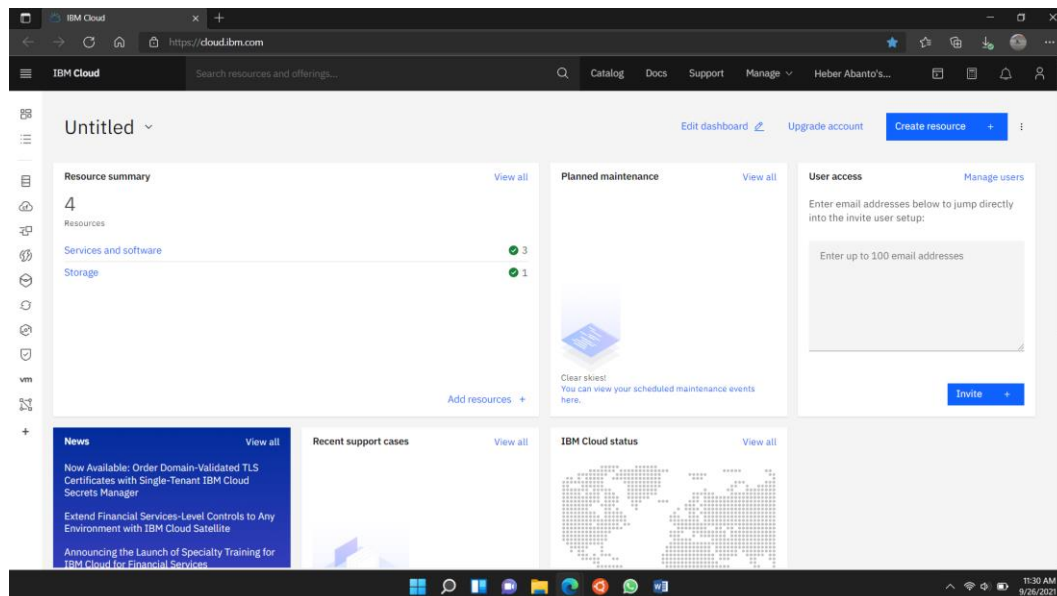 IBM Cloud
https://cloud.ibm.com
IBM Cloud
Search resources and offerings...
Catalog
Docs
Support
Manage
Heber Abanto's...
Untitled
Edit dashboard
Upgrade account
Create resource +
Resource summary
View all
4
Resources
Services and software
3
Storage
1
Add resources +
Planned maintenance
View all
Clear skies!
You can view your scheduled maintenance events
here.
User access
Manage users
Enter email addresses below to jump directly
into the invite user setup:
Enter up to 100 email addresses
Invite +
vm
News
View all
Now Available: Order Domain-Validated TLS
Certificates with Single-Tenant IBM Cloud
Secrets Manager
Extend Financial Services-Level Controls to Any
Environment with IBM Cloud Satellite
Announcing the Launch of Specialty Training for
IBM Cloud for Financial Services
Recent support cases
View all
IBM Cloud status
View all
11:30 AM
9/26/2021